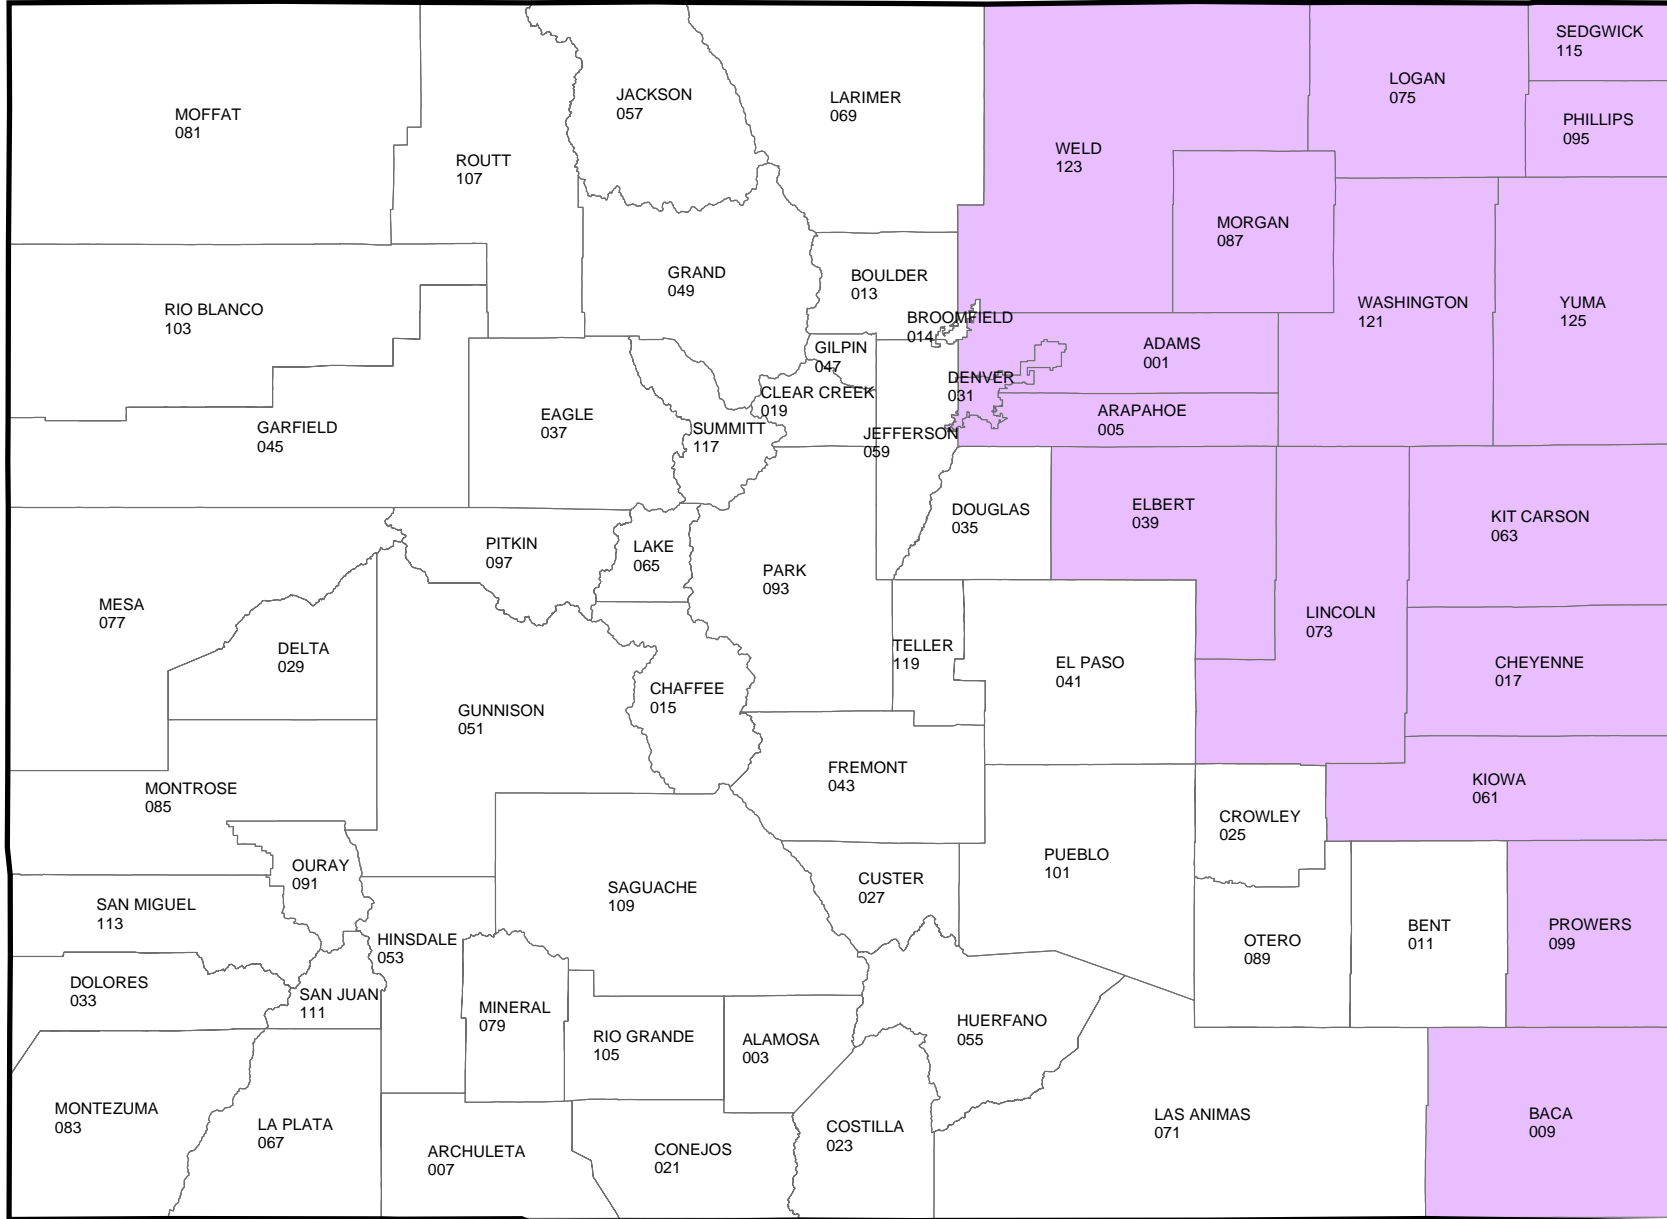 SEDGWICK
115
LOGAN
075
JACKSON
057
LARIMER
069
MOFFAT
081
PHILLIPS
095
WELD
123
ROUTT
107
MORGAN
087
GRAND
049
BOULDER
013
RIO BLANCO
103
WASHINGTON
121
YUMA
125
BROOMFIELD
014
ADAMS
001
GILPIN
047
DENVER
031
CLEAR CREEK
019
ARAPAHOE
005
EAGLE
037
GARFIELD
045
SUMMITT
117
JEFFERSON
059
DOUGLAS
035
ELBERT
039
KIT CARSON
063
PITKIN
097
LAKE
065
PARK
093
MESA
077
LINCOLN
073
DELTA
029
TELLER
119
EL PASO
041
CHEYENNE
017
CHAFFEE
015
GUNNISON
051
FREMONT
043
KIOWA
061
MONTROSE
085
CROWLEY
025
PUEBLO
101
OURAY
091
CUSTER
027
SAGUACHE
109
SAN MIGUEL
113
BENT
011
PROWERS
099
HINSDALE
053
OTERO
089
DOLORES
033
SAN JUAN
111
MINERAL
079
HUERFANO
055
RIO GRANDE
105
ALAMOSA
003
MONTEZUMA
083
LAS ANIMAS
071
BACA
009
LA PLATA
067
COSTILLA
023
ARCHULETA
007
CONEJOS
021